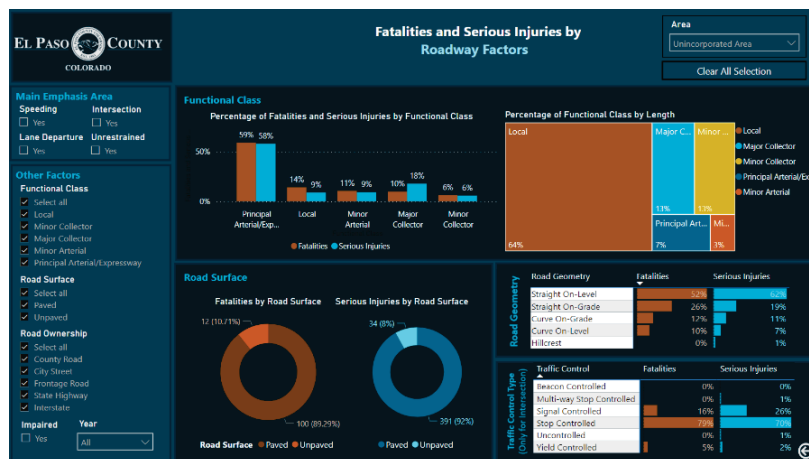 EL PASO COUNTY
COLORADO
Fatalities and Serious Injuries by
Roadway Factors
Area
Unincorporated Area
Clear All Selection
Main Emphasis Area
Speeding Intersection
Yes Yes
Lane Departure Unrestrained
Yes Yes
Other Factors
Functional Class
Select all
Local
Minor Collector
Major Collector
Minor Arterial
Principal Arterial/Expressway
Road Surface
Select all
Paved
Unpaved
Road Ownership
Select all
County Road
City Street
Frontage Road
State Highway
Interstate
Impaired Year
Yes All
Functional Class
Percentage of Fatalities and Serious Injuries by Functional Class
50%
0%
59% 58%
14% 9%
11% 9%
10% 18%
6% 6%
Principal Arterial/Exp...
Local
Minor Arterial
Major Collector
Minor Collector
Fatalities Serious Injuries
Percentage of Functional Class by Length
Local
64%
Major C...
13%
Minor ...
13%
Principal Art...
7%
Mi...
3%
Local
Major Collector
Minor Collector
Principal Arterial/Ex
Minor Arterial
Road Surface
Fatalities by Road Surface
12 (10.71%)
100 (89.29%)
Serious Injuries by Road Surface
34 (8%)
391 (92%)
Road Surface Paved Unpaved
Paved Unpaved
Road Geometry
Road Geometry Fatalities Serious Injuries
Straight On-Level 52% 62%
Straight On-Grade 26% 19%
Curve On-Grade 12% 11%
Curve On-Level 10% 7%
Hillcrest 0% 1%
Traffic Control Type
(Only for Intersection)
Traffic Control Fatalities Serious Injuries
Beacon Controlled 0% 0%
Multi-way Stop Controlled 0% 1%
Signal Controlled 16% 26%
Stop Controlled 79% 70%
Uncontrolled 0% 1%
Yield Controlled 5% 2%